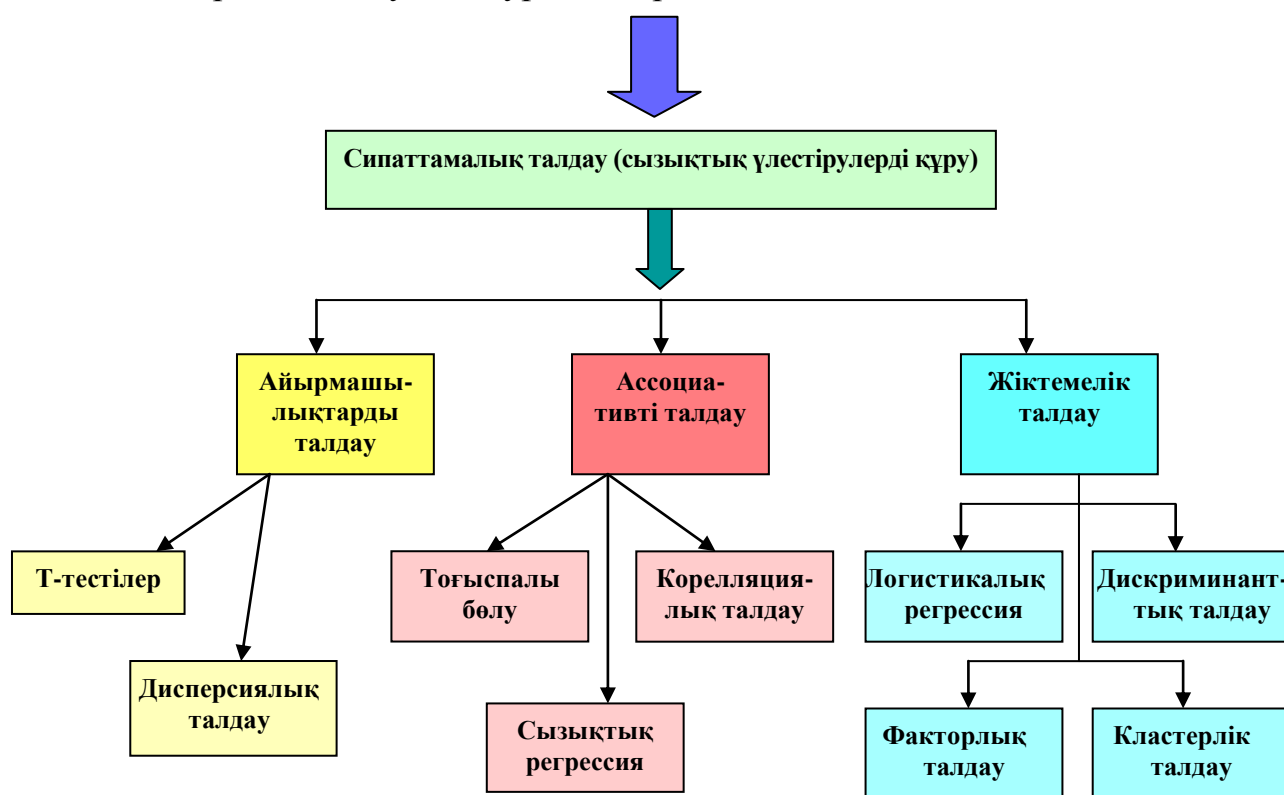 Сипаттамалық талдау (сызықтық үлестірулерді құру)
Айырмашы-
лықтарды
талдау
Ассоциа-
тивті талдау
Жіктемелік
талдау
Т-тестілер
Тоғыспалы
бөлу
Корелляция-
лық талдау
Логистикалық
регрессия
Дискриминант-
тық талдау
Дисперсиялық
талдау
Сызықтық
регрессия
Факторлық
талдау
Кластерлік
талдау